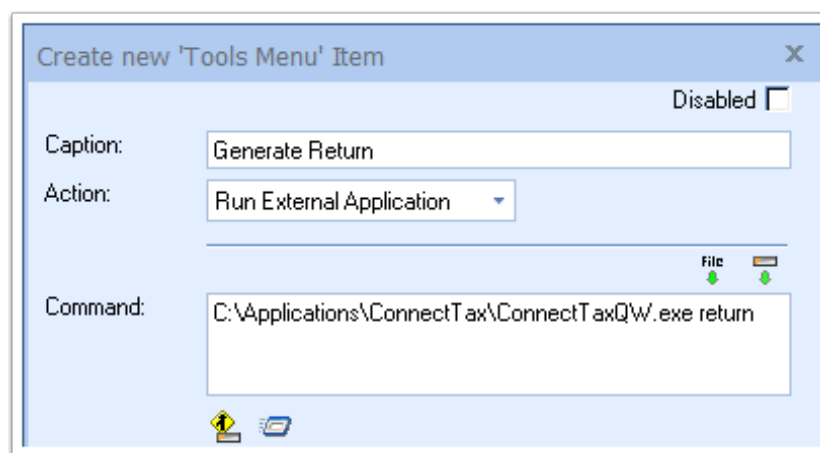 Create new 'Tools Menu' Item
Disabled
Caption: Generate Return
Action: Run External Application
File
Command: C:\Applications\ConnectTax\ConnectTaxQW.exe return